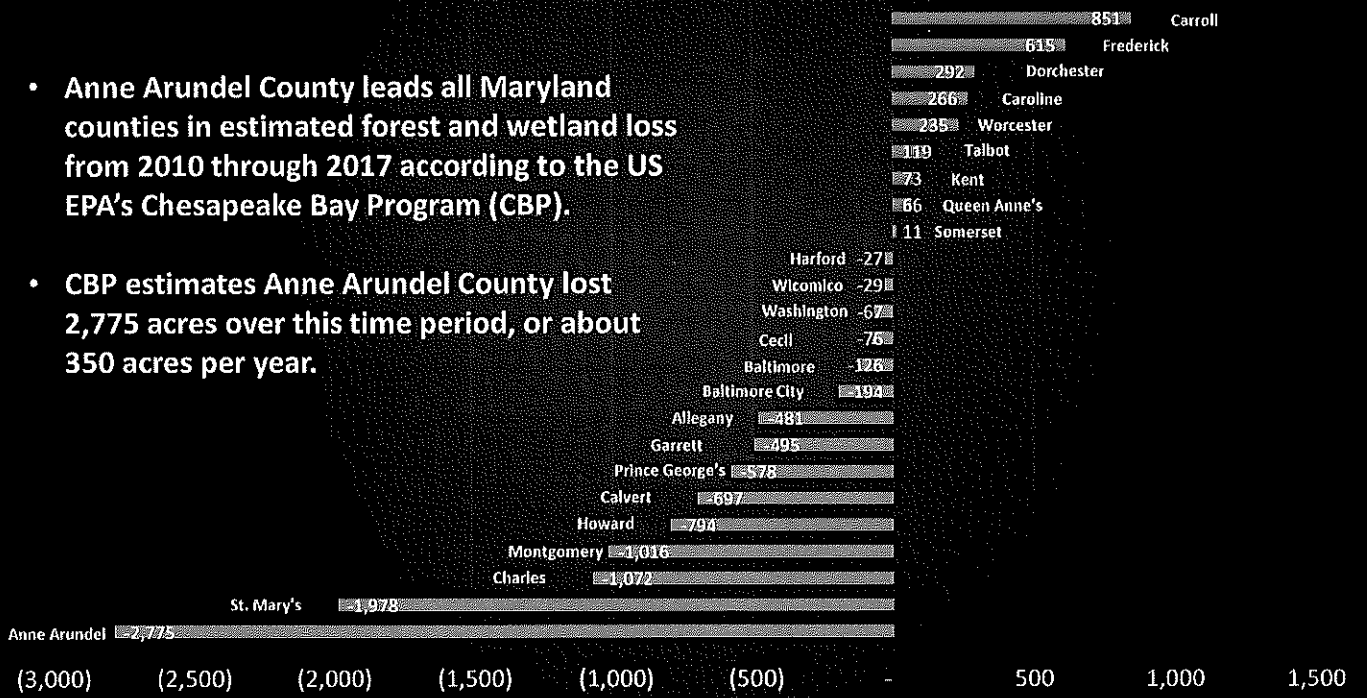 851 Carroll
615 Frederick
292 Dorchester
266 Caroline
235 Worcester
119 Talbot
73 Kent
66 Queen Anne's
11 Somerset
• Anne Arundel County leads all Maryland
counties in estimated forest and wetland loss
from 2010 through 2017 according to the US
EPA's Chesapeake Bay Program (CBP).
• CBP estimates Anne Arundel County lost
2,775 acres over this time period, or about
350 acres per year.
Harford -27
Wicomico -29
Washington -67
Cecil -76
Baltimore -126
Baltimore City -194
Allegany -481
Garrett -495
Prince George's -578
Calvert -697
Howard -794
Montgomery -1,016
Charles -1,072
St. Mary's -1,978
Anne Arundel -2,775
(3,000) (2,500) (2,000) (1,500) (1,000) (500) - 500 1,000 1,500